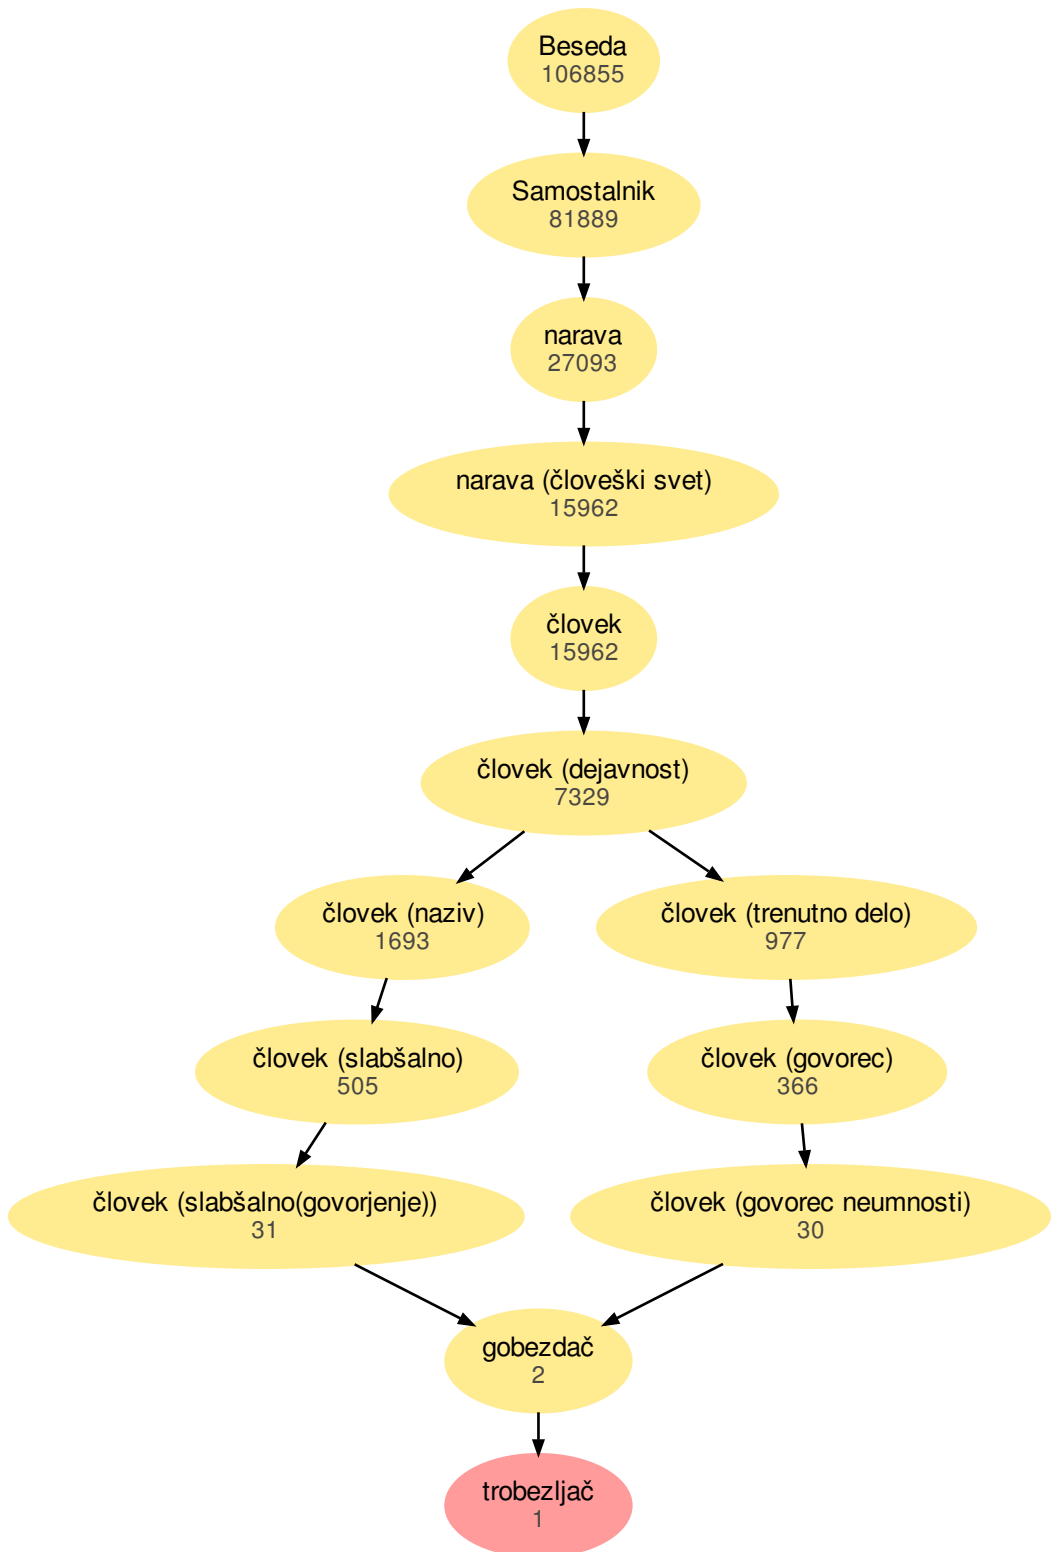 Beseda
106855
Samostalnik
81889
narava
27093
narava (človeški svet)
15962
človek
15962
človek (dejavnost)
7329
človek (naziv)
1693
človek (trenutno delo)
977
človek (slabšalno)
505
človek (govorec)
366
človek (slabšalno(govorjenje))
31
človek (govorec neumnosti)
30
gobezdač
2
trobezljač
1